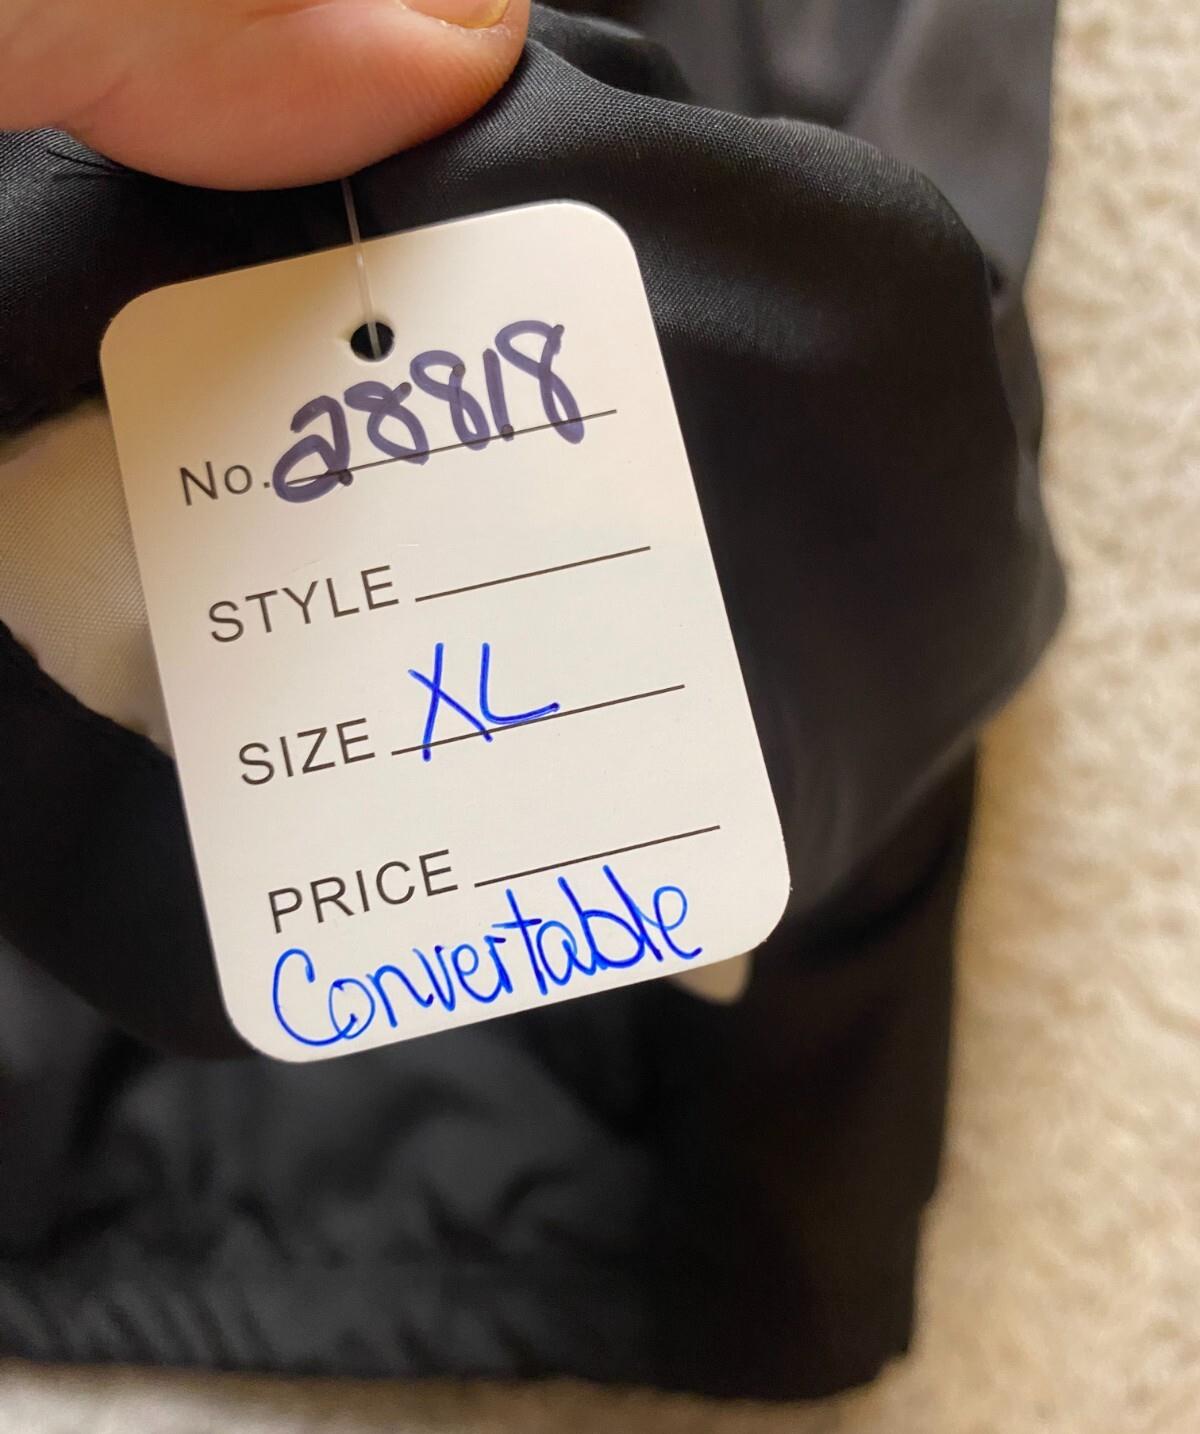 No. 28818
STYLE
SIZE XL
PRICE
Convertable